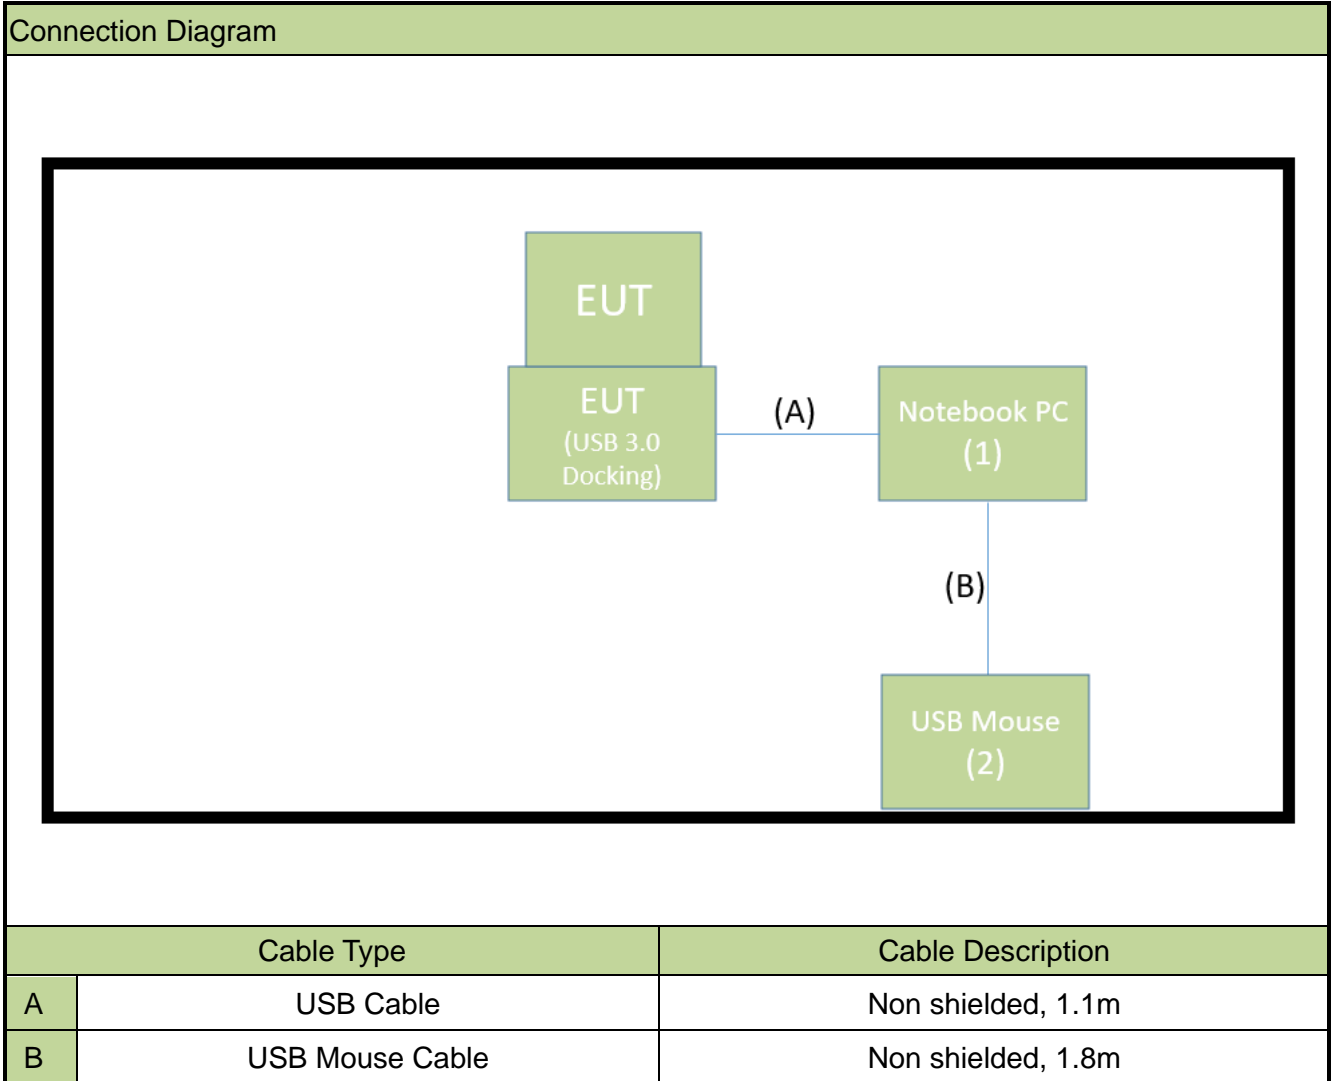 Connection Diagram
EUT
EUT
(USB 3.0
Docking)
(A)
Notebook PC
(1)
(B)
USB Mouse
(2)
Cable Type Cable Description
A USB Cable Non shielded, 1.1m
B USB Mouse Cable Non shielded, 1.8m